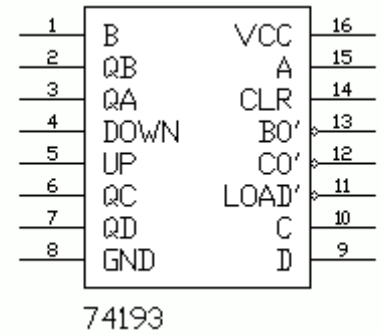 1 B VCC 16
2 QB A 15
3 QA CLR 14
4 DOWN BO' 13
5 UP CO' 12
6 QC LOAD' 11
7 QD C 10
8 GND D 9
74193